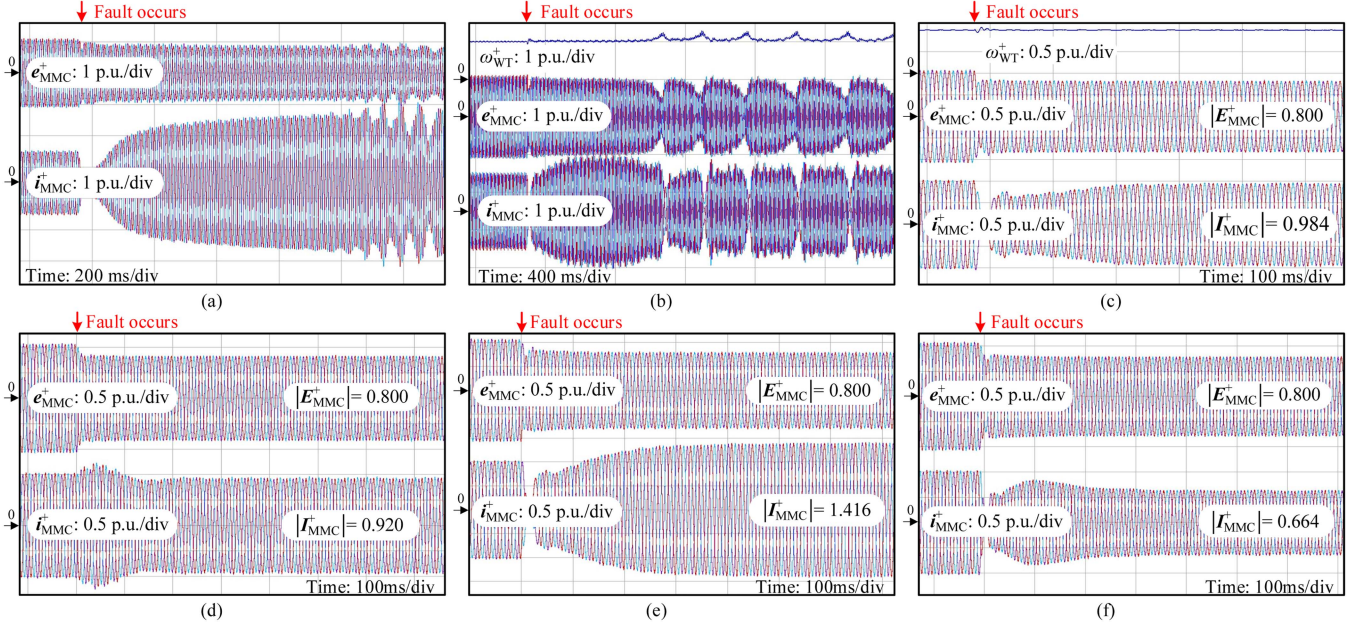 Fault occurs
0
e⁺MMC: 1 p.u./div
0
i⁺MMC: 1 p.u./div
Time: 200 ms/div
(a)
Fault occurs
ω⁺WT: 1 p.u./div
0
0
e⁺MMC: 1 p.u./div
0
i⁺MMC: 1 p.u./div
Time: 400 ms/div
(b)
Fault occurs
ω⁺WT: 0.5 p.u./div
0
0
e⁺MMC: 0.5 p.u./div
|E⁺MMC|= 0.800
0
i⁺MMC: 0.5 p.u./div
|I⁺MMC|= 0.984
Time: 100 ms/div
(c)
Fault occurs
0
e⁺MMC: 0.5 p.u./div
|E⁺MMC|= 0.800
0
i⁺MMC: 0.5 p.u./div
|I⁺MMC|= 0.920
Time: 100ms/div
(d)
Fault occurs
0
e⁺MMC: 0.5 p.u./div
|E⁺MMC|= 0.800
0
i⁺MMC: 0.5 p.u./div
|I⁺MMC|= 1.416
Time: 100ms/div
(e)
Fault occurs
0
e⁺MMC: 0.5 p.u./div
|E⁺MMC|= 0.800
0
i⁺MMC: 0.5 p.u./div
|I⁺MMC|= 0.664
Time: 100ms/div
(f)